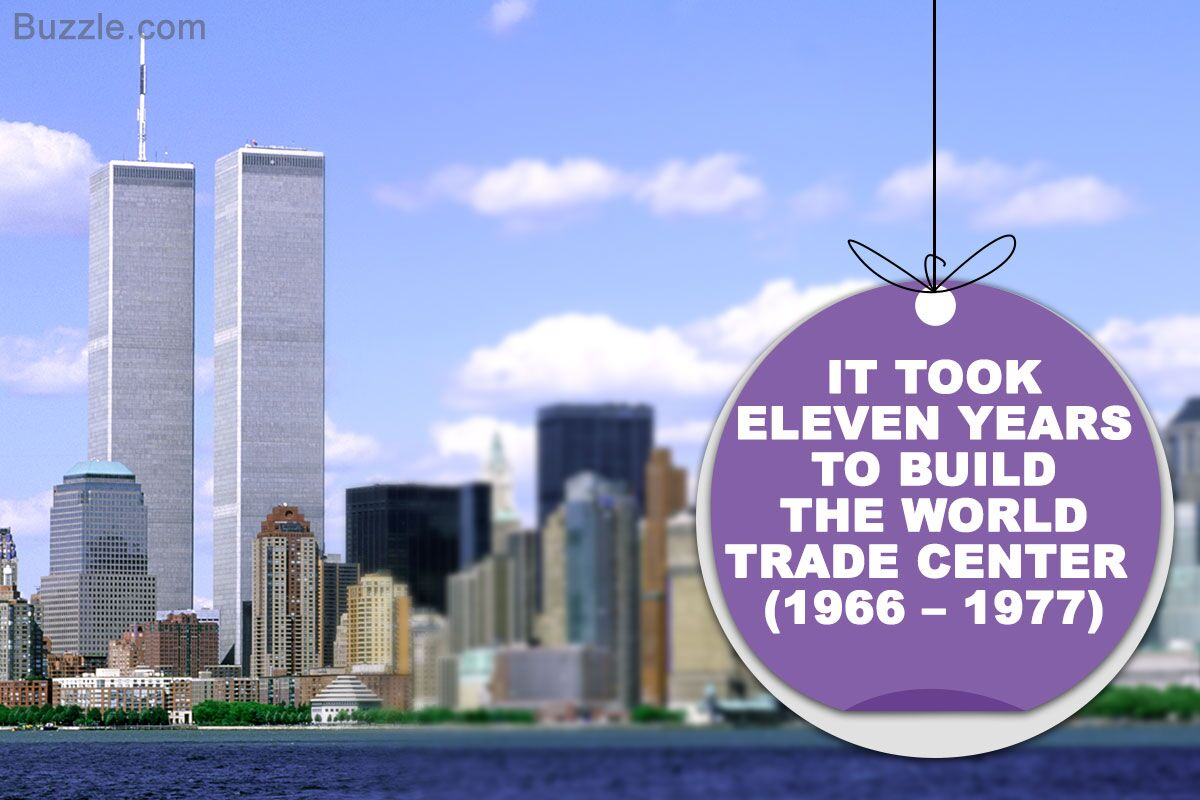 Buzzle.com
IT TOOK
ELEVEN YEARS
TO BUILD
THE WORLD
TRADE CENTER
(1966 – 1977)